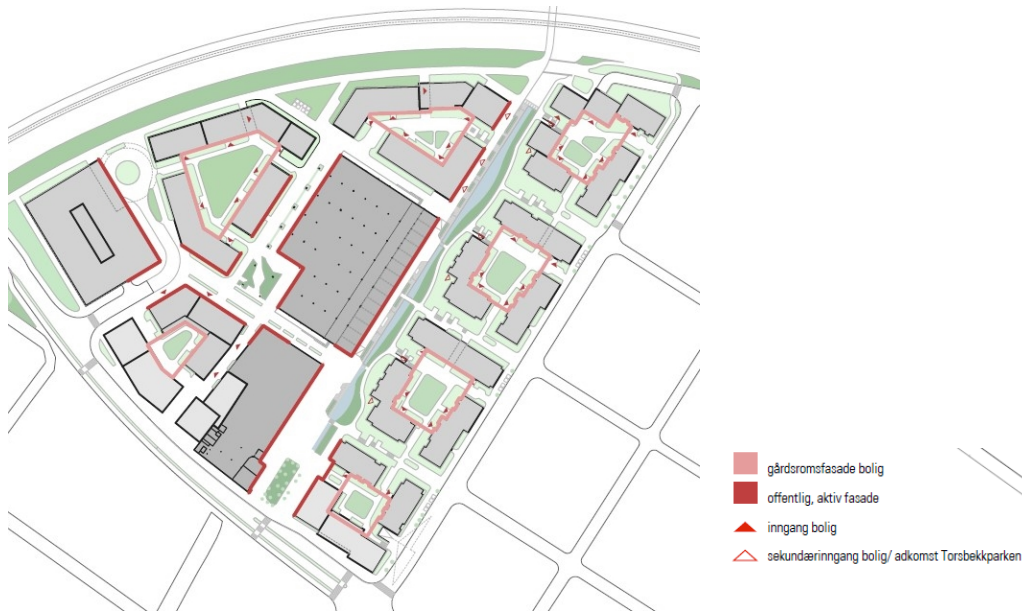 gårdsromsfasade bolig
offentlig, aktiv fasade
inngang bolig
sekundærinngang bolig/ adkomst Torsbekkparken